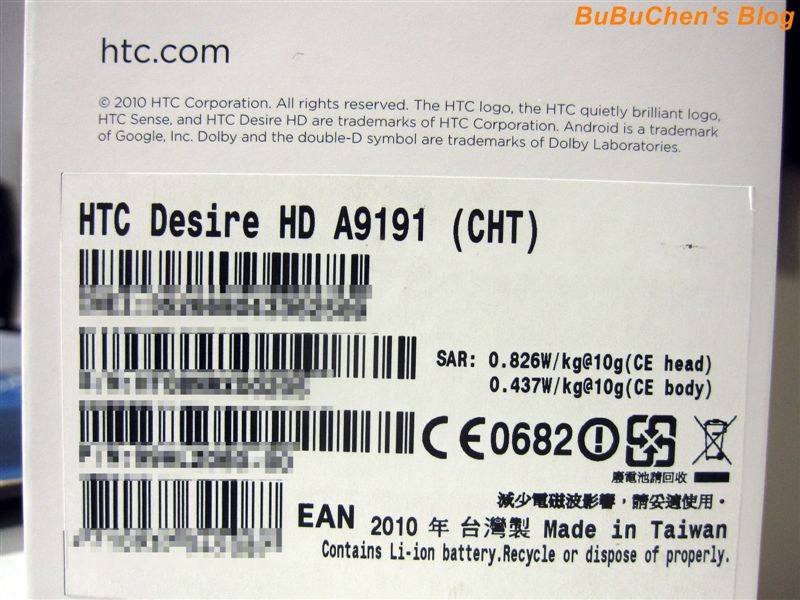 BuBuChen's Blog
htc.com
© 2010 HTC Corporation. All rights reserved. The HTC logo, the HTC quietly brilliant logo,
HTC Sense, and HTC Desire HD are trademarks of HTC Corporation. Android is a trademark
of Google, Inc. Dolby and the double-D symbol are trademarks of Dolby Laboratories.
HTC Desire HD A9191 (CHT)
SAR: 0.826W/kg@10g(CE head)
0.437W/kg@10g(CE body)
CE0682
廢電池請回收
減少電磁波影響，請妥適使用。
EAN 2010 年 台灣製 Made in Taiwan
Contains Li-ion battery.Recycle or dispose of properly.